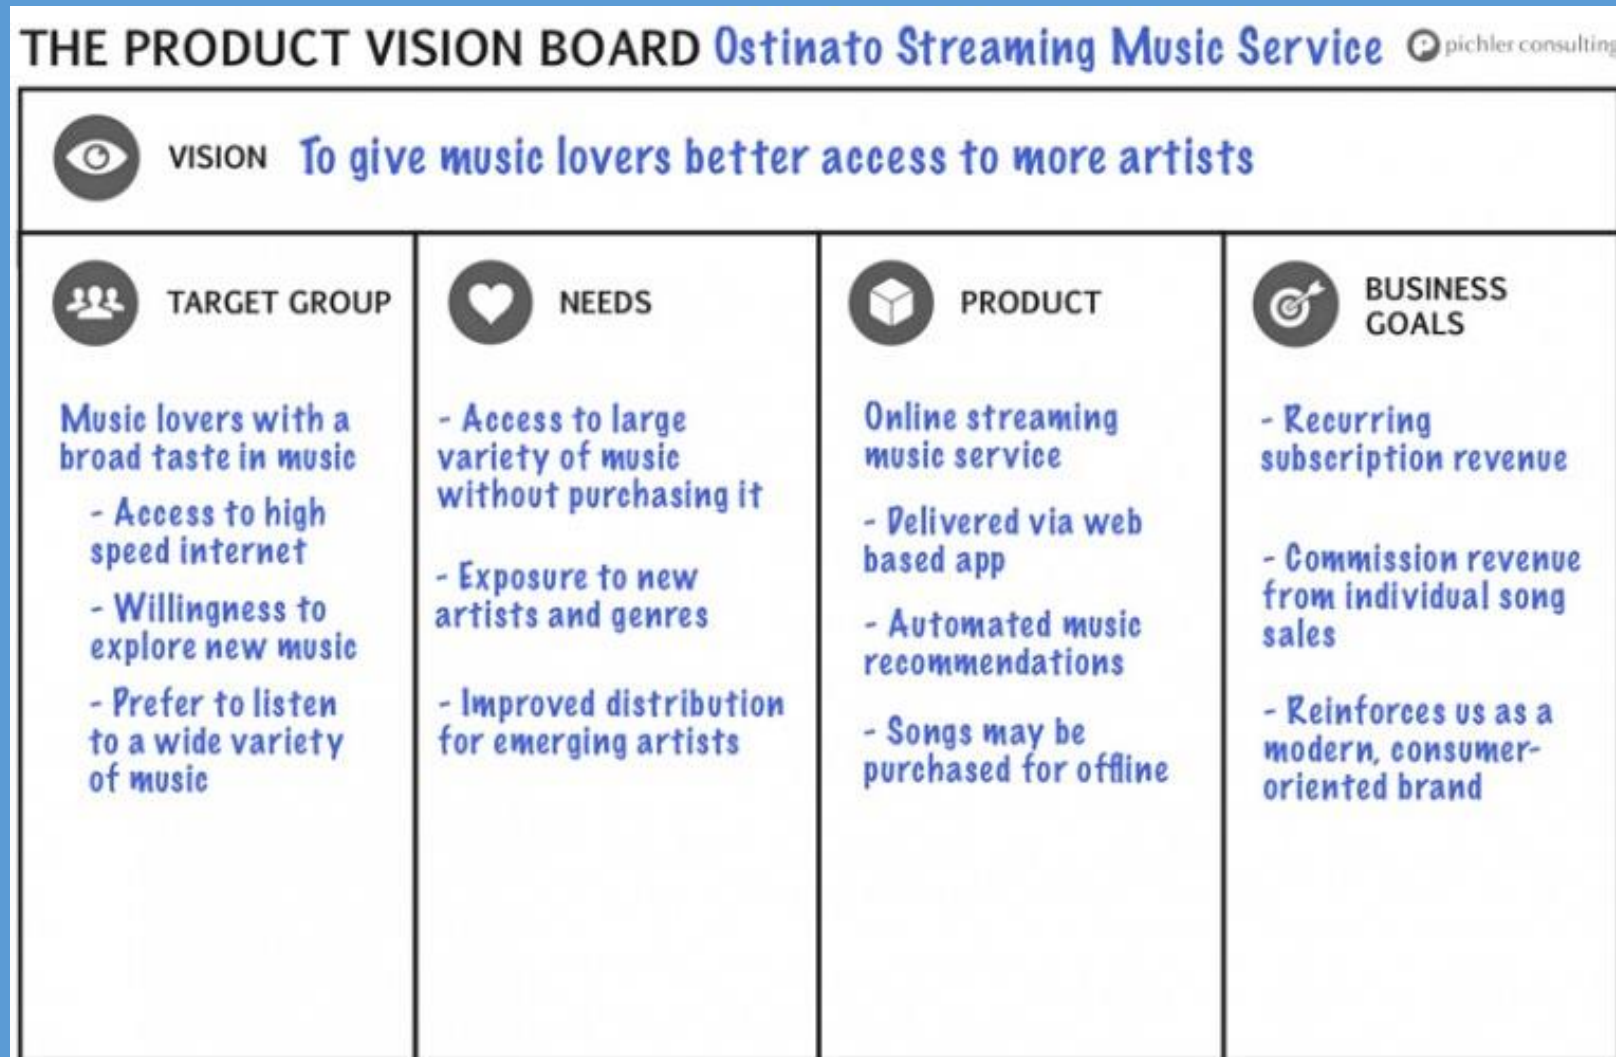 THE PRODUCT VISION BOARD Ostinato Streaming Music Service pichler consulting
VISION To give music lovers better access to more artists
TARGET GROUP
Music lovers with a
broad taste in music
- Access to high
speed internet
- Willingness to
explore new music
- Prefer to listen
to a wide variety
of music
NEEDS
- Access to large
variety of music
without purchasing it
- Exposure to new
artists and genres
- Improved distribution
for emerging artists
PRODUCT
Online streaming
music service
- Delivered via web
based app
- Automated music
recommendations
- Songs may be
purchased for offline
BUSINESS
GOALS
- Recurring
subscription revenue
- Commission revenue
from individual song
sales
- Reinforces us as a
modern, consumer-
oriented brand